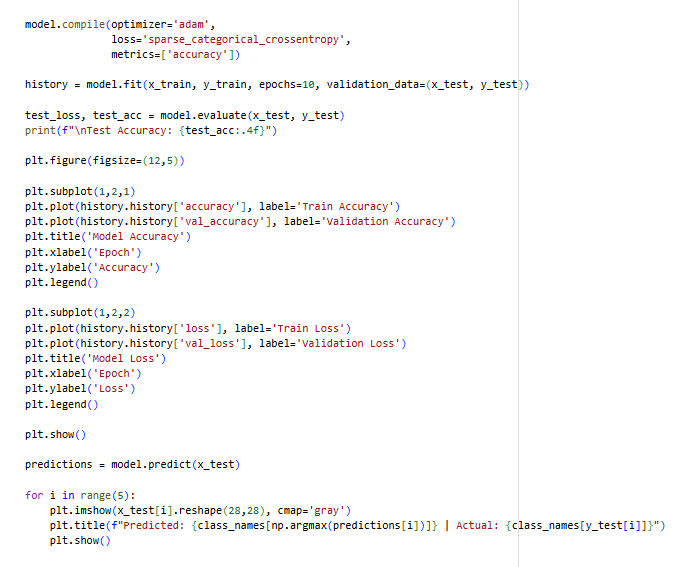 model.compile(optimizer='adam',
              loss='sparse_categorical_crossentropy',
              metrics=['accuracy'])

history = model.fit(x_train, y_train, epochs=10, validation_data=(x_test, y_test))

test_loss, test_acc = model.evaluate(x_test, y_test)
print(f"\nTest Accuracy: {test_acc:.4f}")

plt.figure(figsize=(12,5))

plt.subplot(1,2,1)
plt.plot(history.history['accuracy'], label='Train Accuracy')
plt.plot(history.history['val_accuracy'], label='Validation Accuracy')
plt.title('Model Accuracy')
plt.xlabel('Epoch')
plt.ylabel('Accuracy')
plt.legend()

plt.subplot(1,2,2)
plt.plot(history.history['loss'], label='Train Loss')
plt.plot(history.history['val_loss'], label='Validation Loss')
plt.title('Model Loss')
plt.xlabel('Epoch')
plt.ylabel('Loss')
plt.legend()

plt.show()

predictions = model.predict(x_test)

for i in range(5):
    plt.imshow(x_test[i].reshape(28,28), cmap='gray')
    plt.title(f"Predicted: {class_names[np.argmax(predictions[i])]} | Actual: {class_names[y_test[i]]}")
    plt.show()